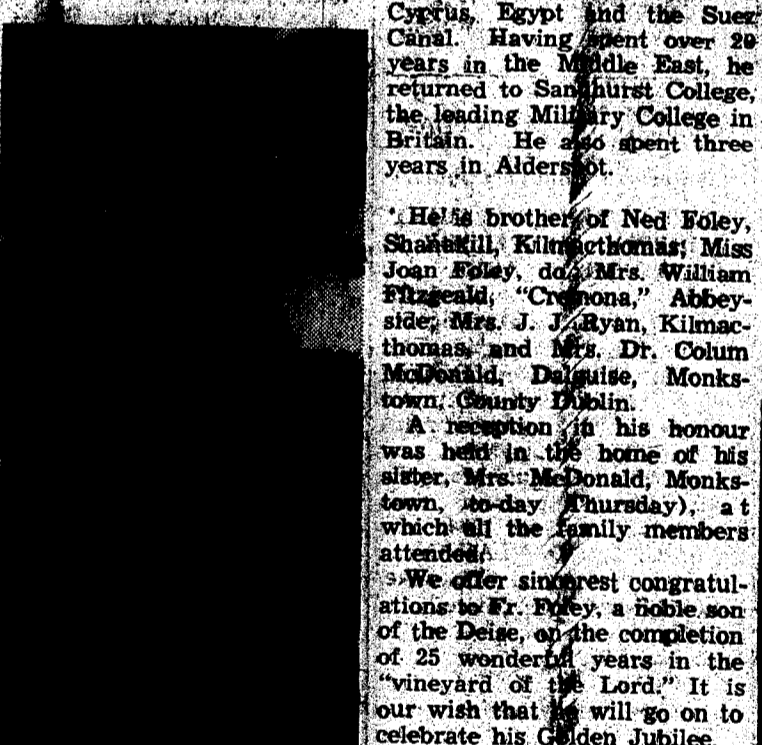 Cyprus, Egypt and the Suez
Canal. Having spent over 20
years in the Middle East, he
returned to Sandhurst College,
the leading Military College in
Britain. He also spent three
years in Aldershot.
He is brother of Ned Foley,
Shanakill, Kilmacthomas; Miss
Joan Foley, do.; Mrs. William
Fitzgeald, "Cremona," Abbey-
side; Mrs. J. J. Ryan, Kilmac-
thomas, and Mrs. Dr. Colum
McDonald, Dalguise, Monks-
town, County Dublin.
A reception in his honour
was held in the home of his
sister, Mrs. McDonald, Monks-
town, to-day Thursday), at
which all the family members
attended.
We offer sincerest congratul-
ations to Fr. Foley, a noble son
of the Deise, on the completion
of 25 wonderful years in the
"vineyard of the Lord." It is
our wish that he will go on to
celebrate his Golden Jubilee